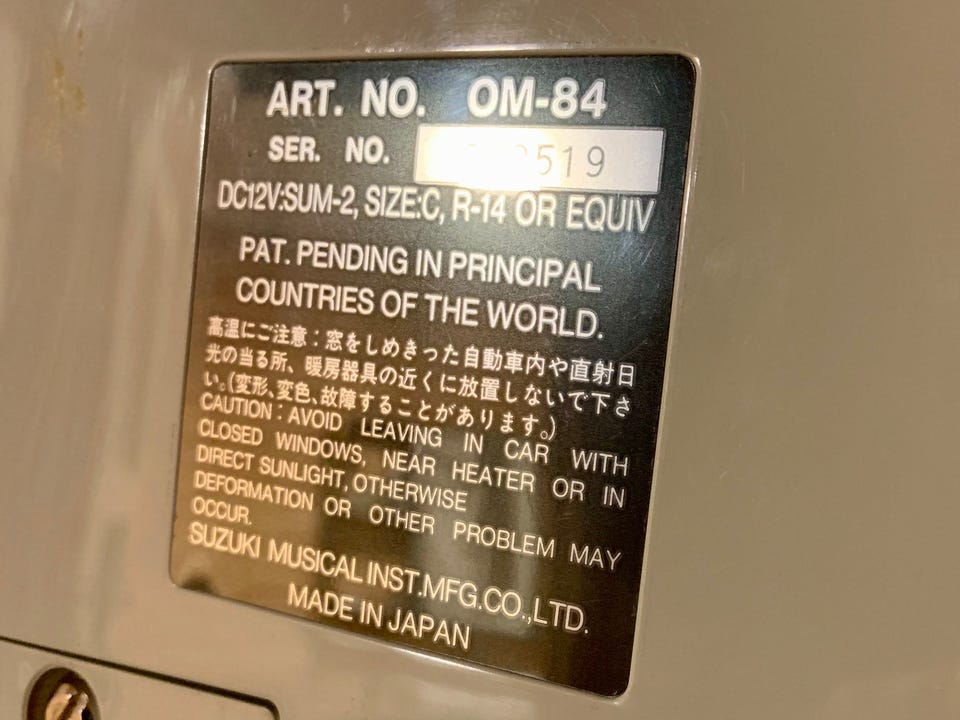 ART. NO. OM-84
SER. NO.
DC12V:SUM-2, SIZE:C, R-14 OR EQUIV
PAT. PENDING IN PRINCIPAL
COUNTRIES OF THE WORLD.
高温にご注意：窓をしめきった自動車内や直射日
光の当る所、暖房器具の近くに放置しないで下さ
い。(変形、変色、故障することがあります。)
CAUTION : AVOID LEAVING IN CAR WITH
CLOSED WINDOWS, NEAR HEATER OR IN
DIRECT SUNLIGHT, OTHERWISE
DEFORMATION OR OTHER PROBLEM MAY
OCCUR.
SUZUKI MUSICAL INST.MFG.CO.,LTD.
MADE IN JAPAN